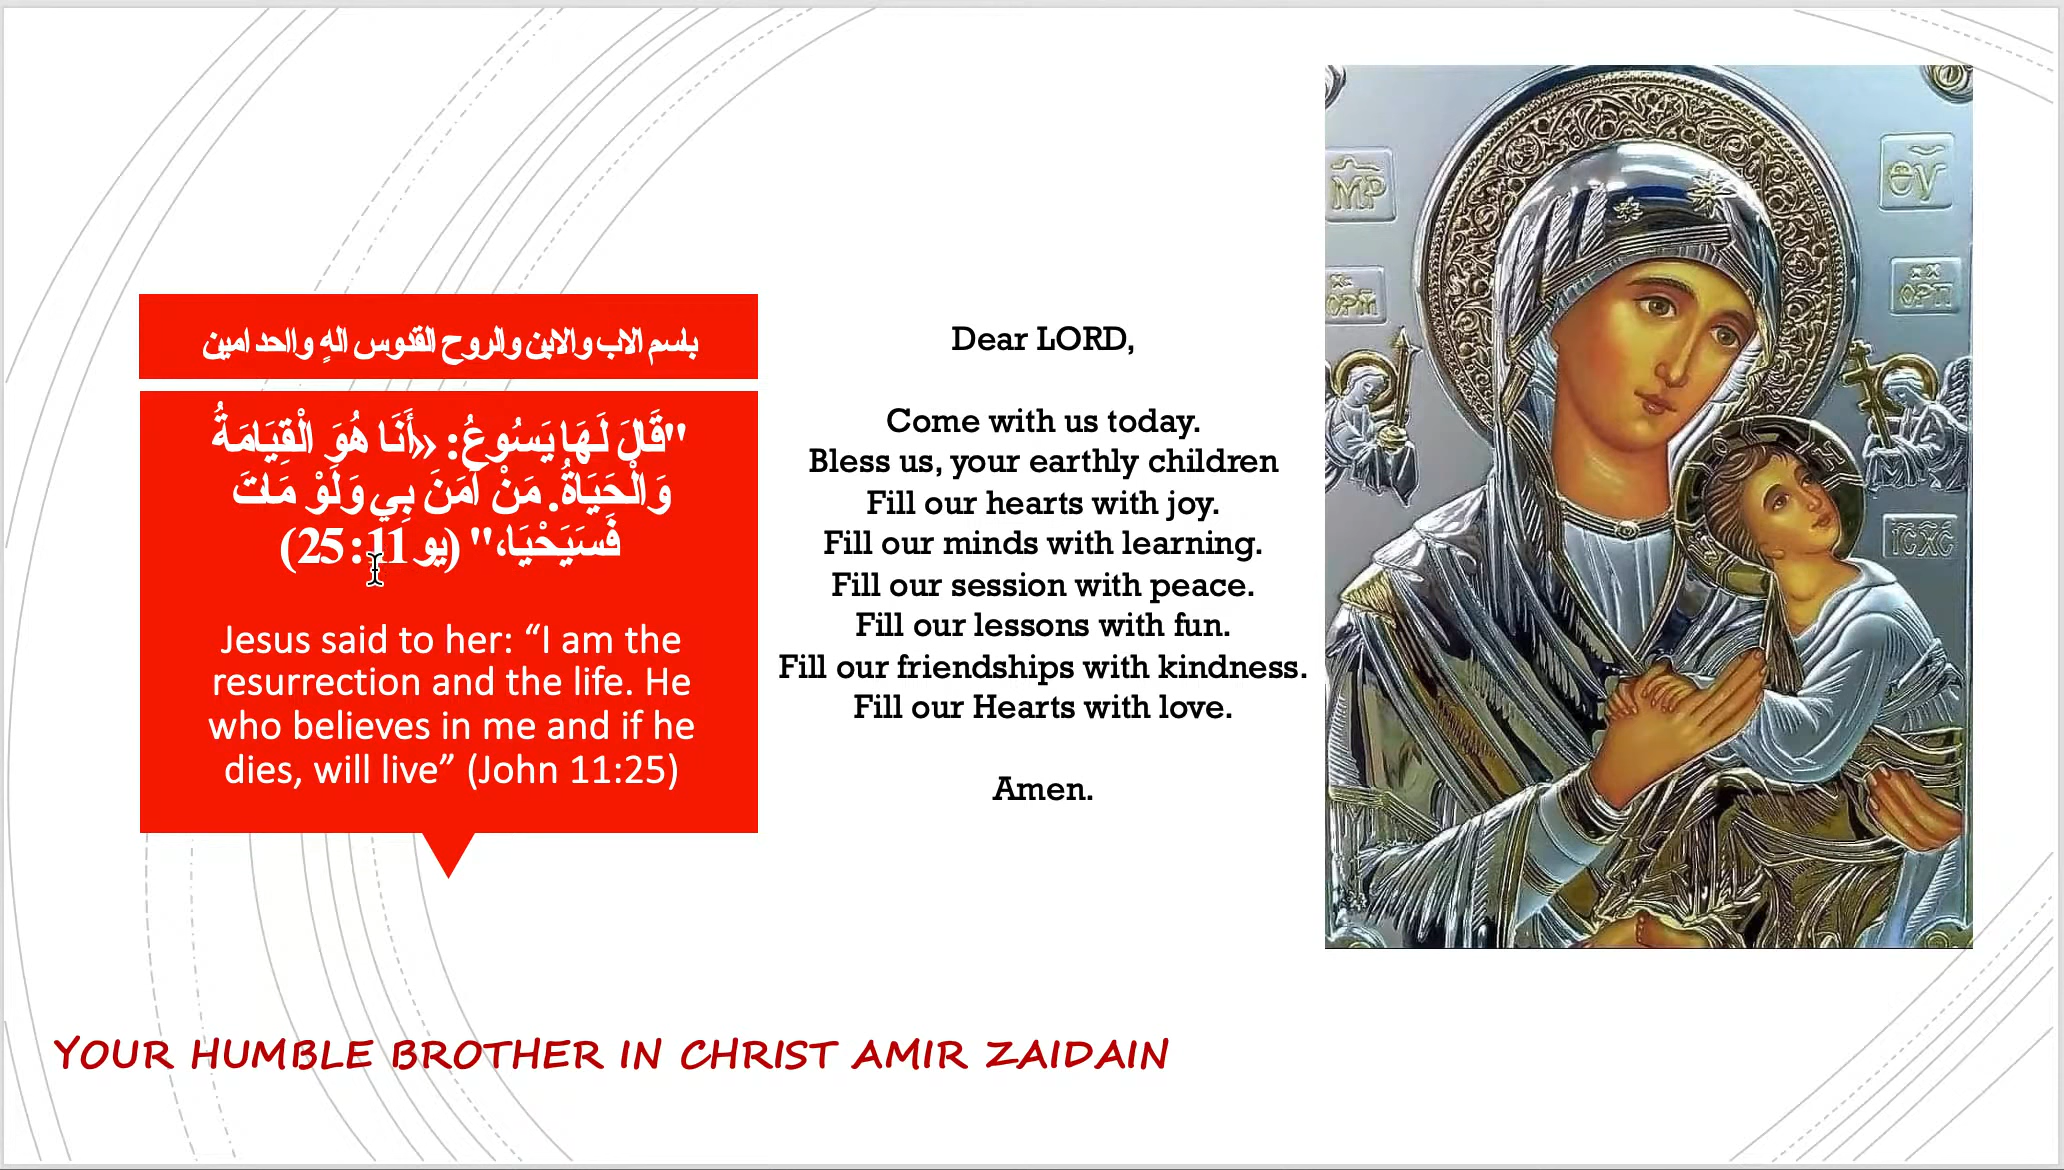 باسم الاب والابن والروح القدوس الهٍ وااحد امين
"قَالَ لَهَا يَسُوعُ: «أَنَا هُوَ الْقِيَامَةُ
وَالْحَيَاةُ. مَنْ آمَنَ بِي وَلَوْ مَاتَ
فَسَيَحْيَا،" (يو 11: 25)
Jesus said to her: “I am the
resurrection and the life. He
who believes in me and if he
dies, will live” (John 11:25)
Dear LORD,
Come with us today.
Bless us, your earthly children
Fill our hearts with joy.
Fill our minds with learning.
Fill our session with peace.
Fill our lessons with fun.
Fill our friendships with kindness.
Fill our Hearts with love.
Amen.
YOUR HUMBLE BROTHER IN CHRIST AMIR ZAIDAIN